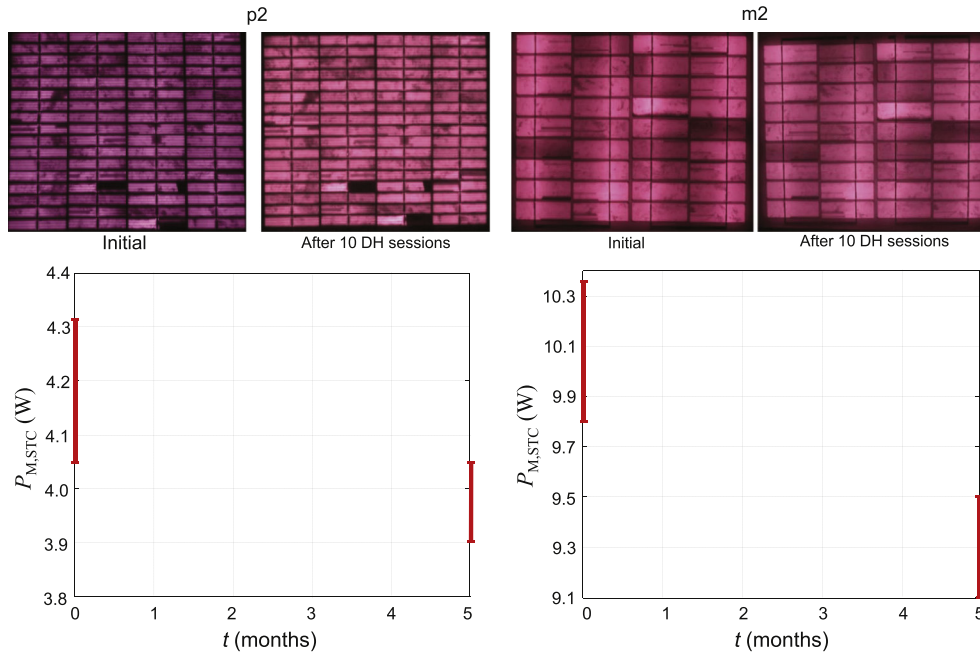 p2
m2
Initial
After 10 DH sessions
Initial
After 10 DH sessions
4.4
4.3
4.2
4.1
4.0
3.9
3.8
P_M,STC (W)
0 1 2 3 4 5
t (months)
10.3
10.1
9.9
9.7
9.5
9.3
9.1
P_M,STC (W)
0 1 2 3 4 5
t (months)